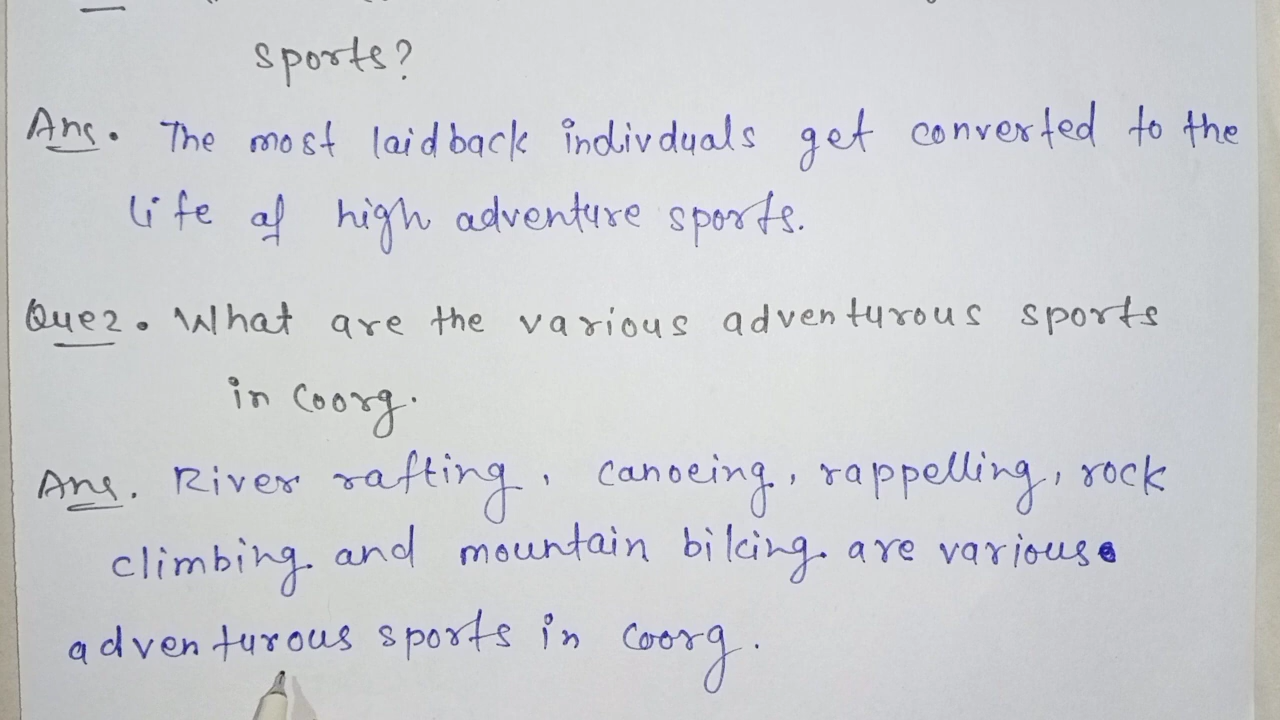 sports?
Ans. The most laidback indivduals get converted to the
life of high adventure sports.
Que2. What are the various adventurous sports
in Coorg.
Ans. River rafting, canoeing, rappelling, rock
climbing. and mountain biking. are various
adventurous sports in Coorg.